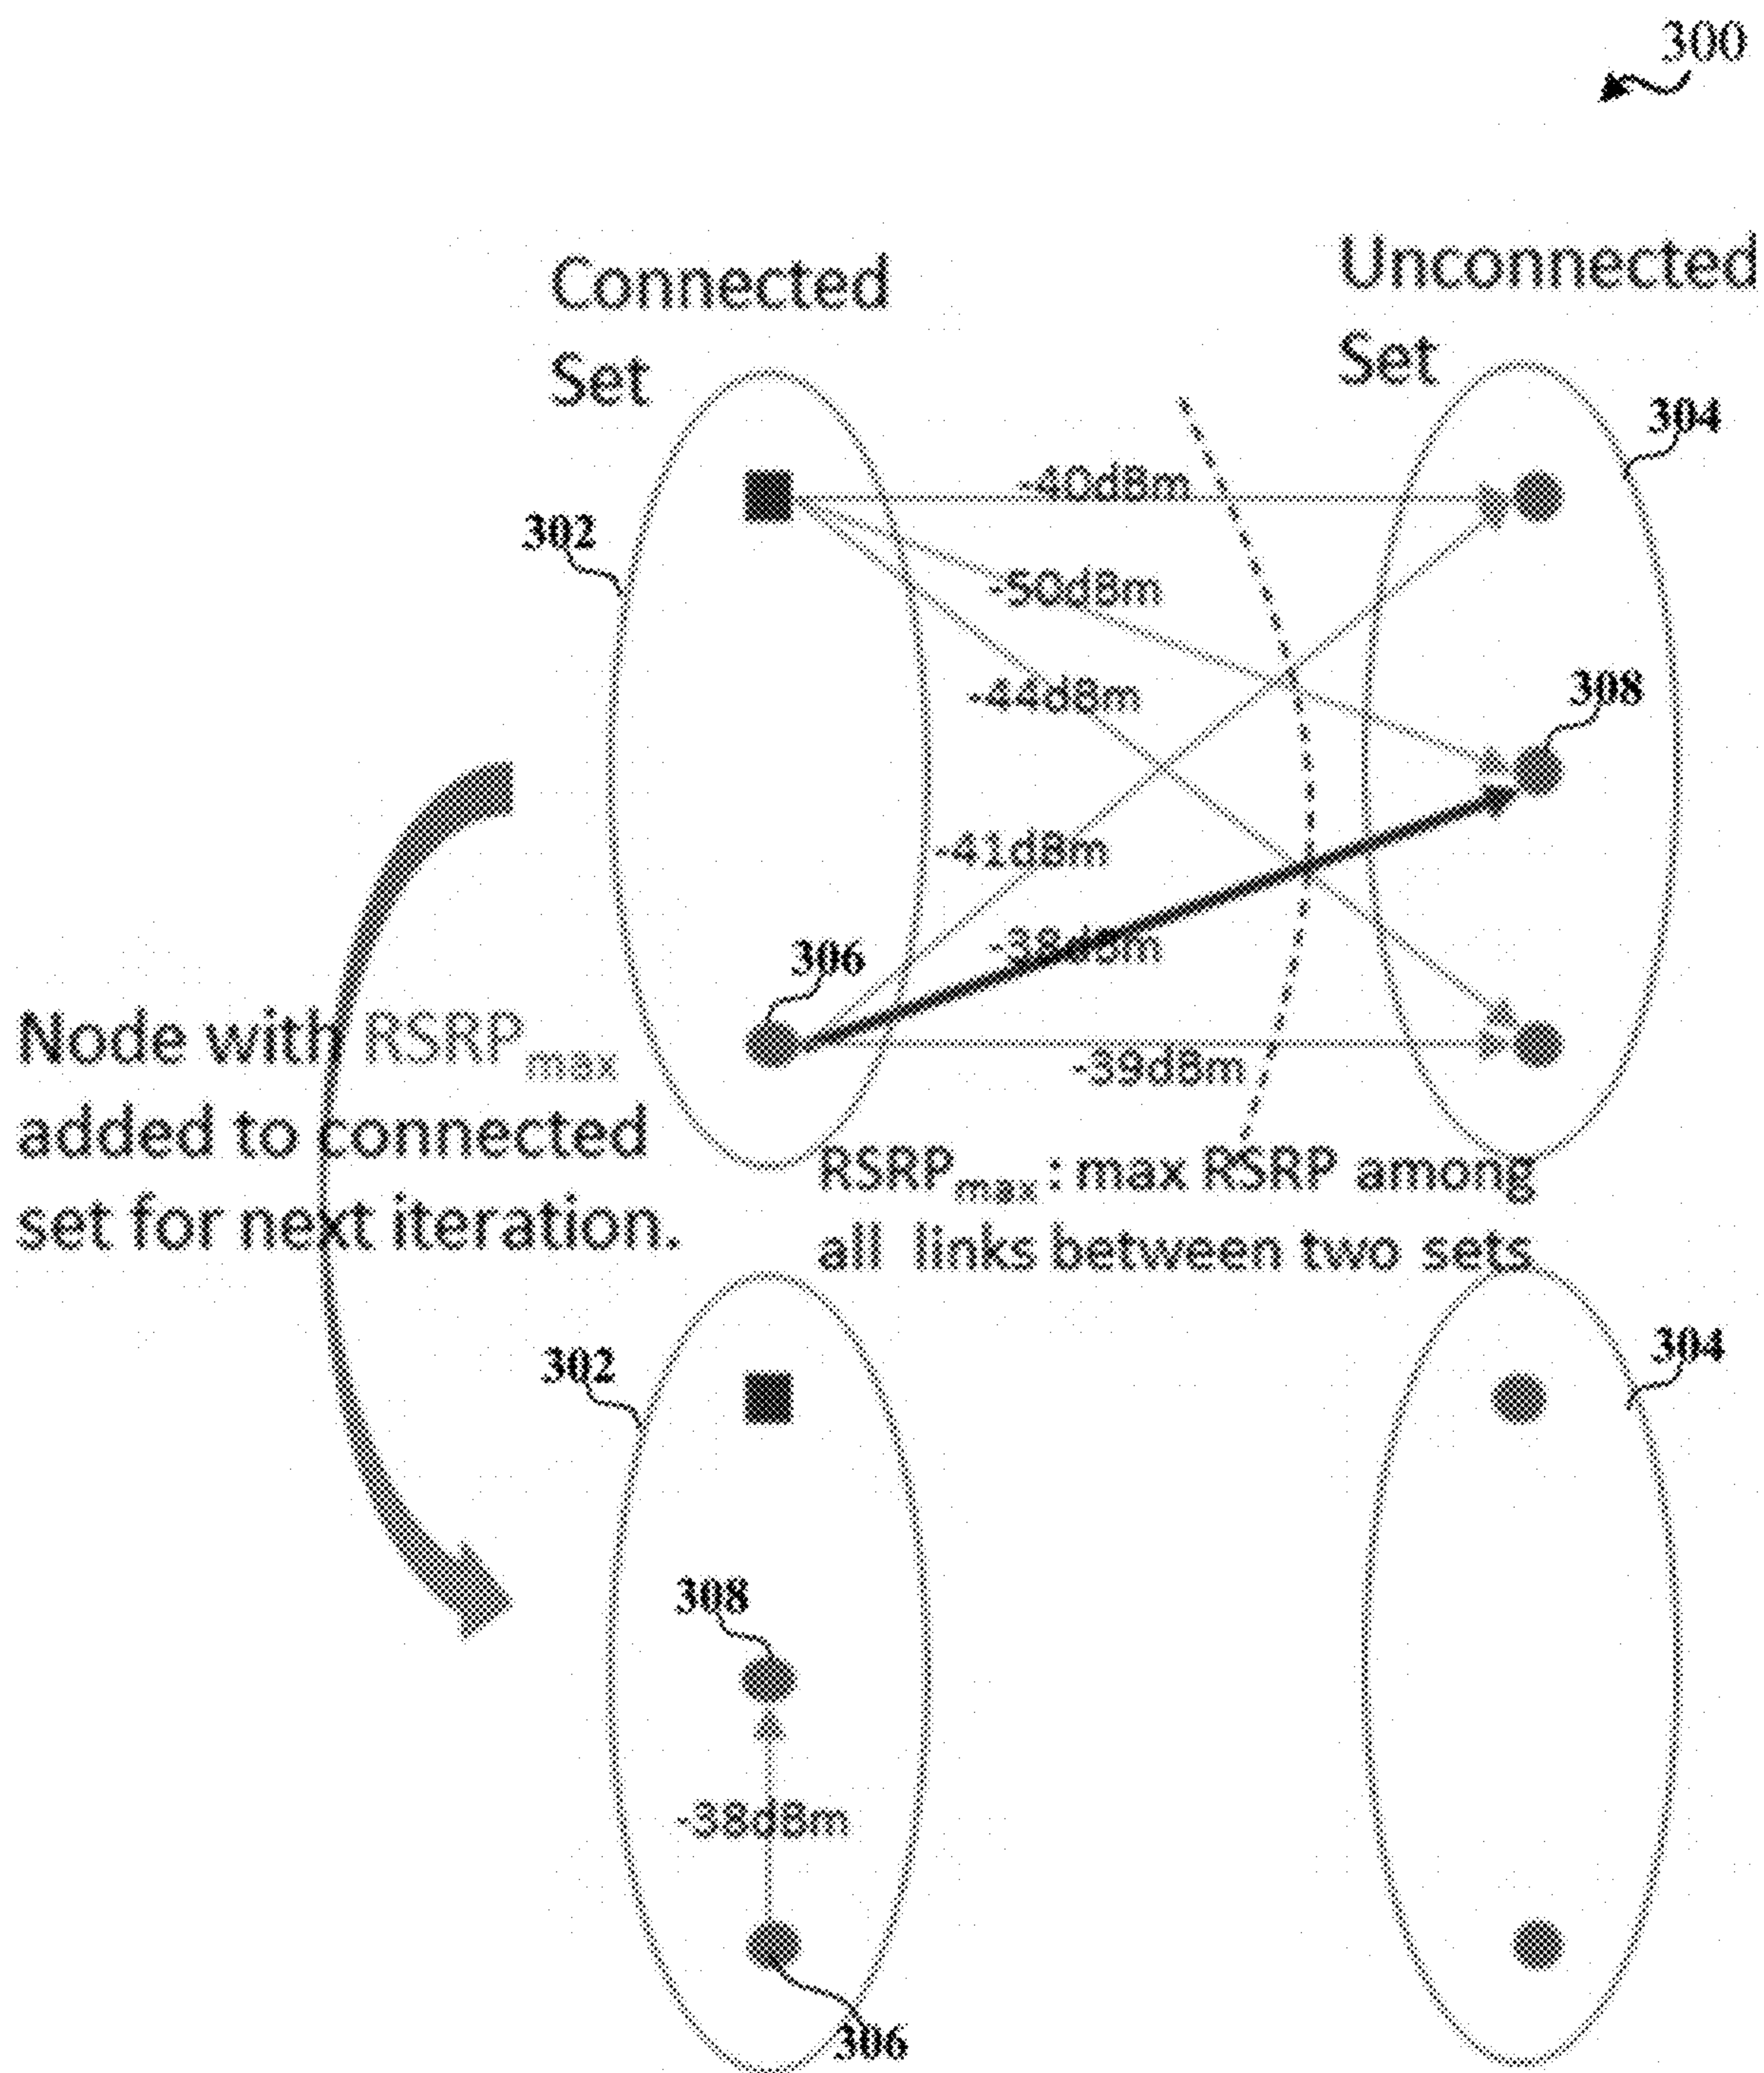 300
Connected
Set
Unconnected
Set
304
302
-40dBm
-50dBm
-44dBm
308
-41dBm
-38dBm
306
-39dBm
Node with RSRPmax
added to connected
set for next iteration.
RSRPmax : max RSRP among
all links between two sets
302
304
308
-38dBm
306